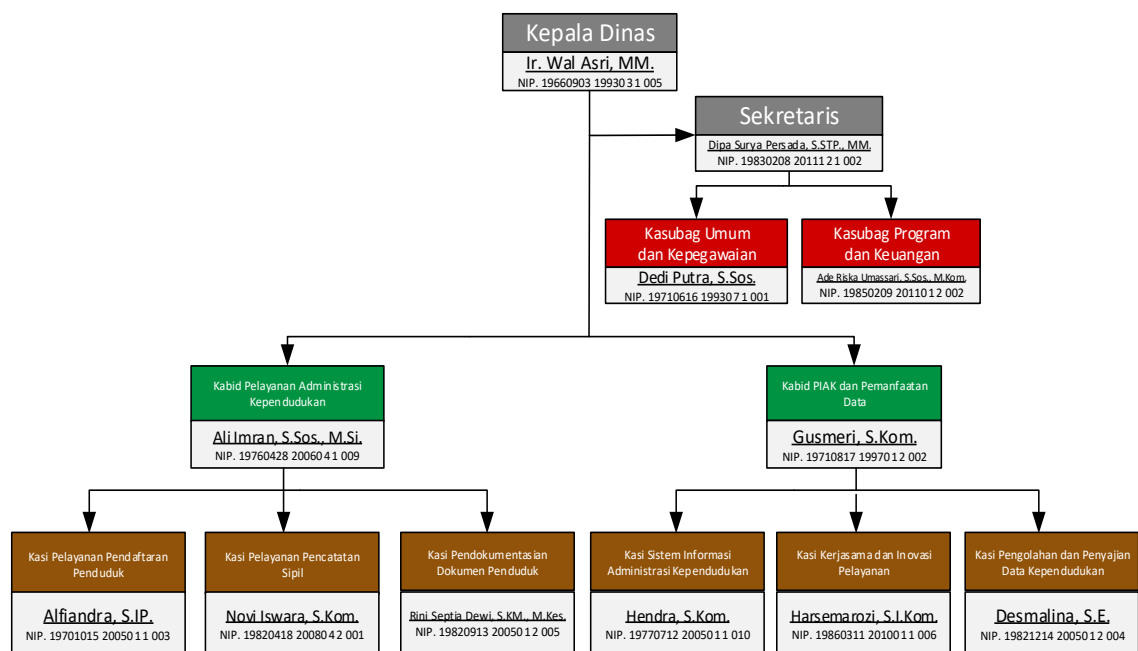 Kepala Dinas
Ir. Wal Asri, MM.
NIP. 19660903 199303 1 005
Sekretaris
Dipa Surya Persada, S.STP., MM.
NIP. 19830208 201112 1 002
Kasubag Umum
dan Kepegawaian
Dedi Putra, S.Sos.
NIP. 19710616 199307 1 001
Kasubag Program
dan Keuangan
Ade Riska Umassari, S.Sos., M.Kom.
NIP. 19850209 201101 2 002
Kabid Pelayanan Administrasi
Kependudukan
Ali Imran, S.Sos., M.Si.
NIP. 19760428 200604 1 009
Kabid PIAK dan Pemanfaatan
Data
Gusmeri, S.Kom.
NIP. 19710817 199701 2 002
Kasi Pelayanan Pendaftaran
Penduduk
Alfiandra, S.IP.
NIP. 19701015 200501 1 003
Kasi Pelayanan Pencatatan
Sipil
Novi Iswara, S.Kom.
NIP. 19820418 200804 2 001
Kasi Pendokumentasian
Dokumen Penduduk
Rini Septia Dewi, S.KM., M.Kes.
NIP. 19820913 200501 2 005
Kasi Sistem Informasi
Administrasi Kependudukan
Hendra, S.Kom.
NIP. 19770712 200501 1 010
Kasi Kerjasama dan Inovasi
Pelayanan
Harsemarozi, S.I.Kom.
NIP. 19860311 201001 1 006
Kasi Pengolahan dan Penyajian
Data Kependudukan
Desmalina, S.E.
NIP. 19821214 200501 2 004